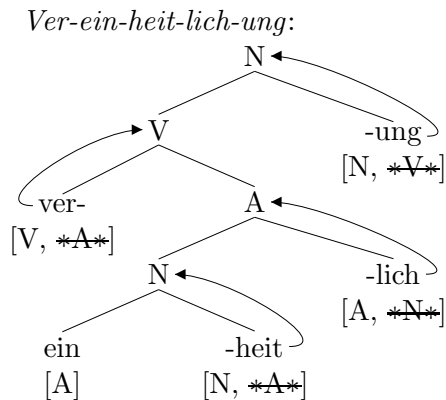 Ver-ein-heit-lich-ung:
N
V
-ung
[N, *V*]
ver-
[V, *A*]
A
N
-lich
[A, *N*]
ein
[A]
-heit
[N, *A*]